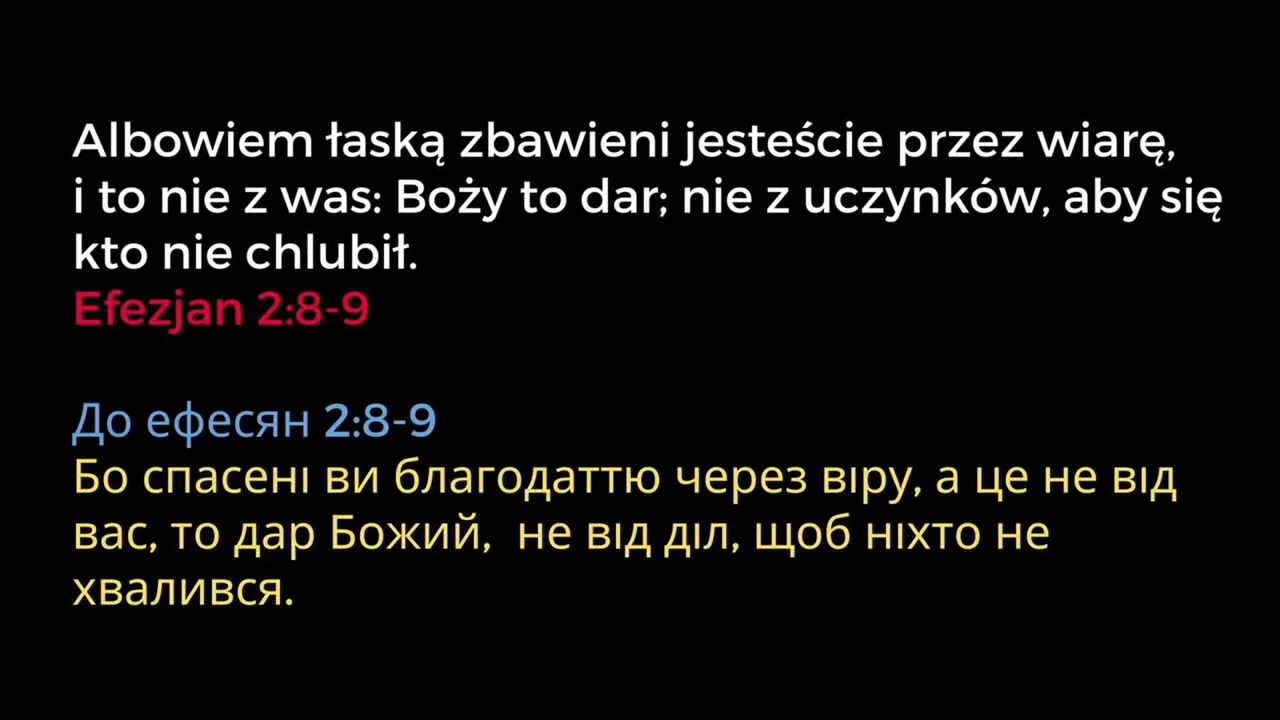 Albowiem łaską zbawieni jesteście przez wiarę,
i to nie z was: Boży to dar; nie z uczynków, aby się
kto nie chlubił.
Efezjan 2:8-9
До ефесян 2:8-9
Бо спасені ви благодаттю через віру, а це не від
вас, то дар Божий,  не від діл, щоб ніхто не
хвалився.